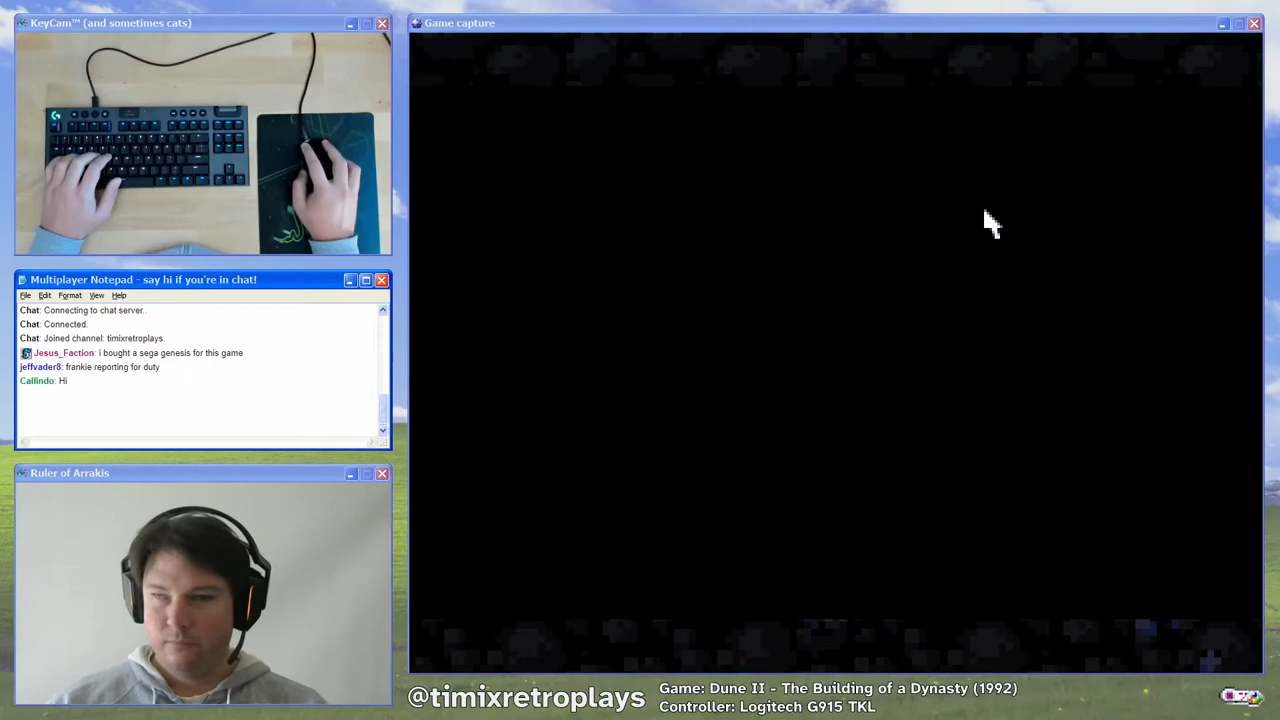 KeyCam™ (and sometimes cats)
Game capture
Multiplayer Notepad - say hi if you're in chat!
File Edit Format View Help
Chat: Connecting to chat server..
Chat: Connected.
Chat: Joined channel: timixretroplays.
Jesus_Faction: i bought a sega genesis for this game
jeffvader8: frankie reporting for duty
Callindo: Hi
Ruler of Arrakis
@timixretroplays
Game: Dune II - The Building of a Dynasty (1992)
Controller: Logitech G915 TKL